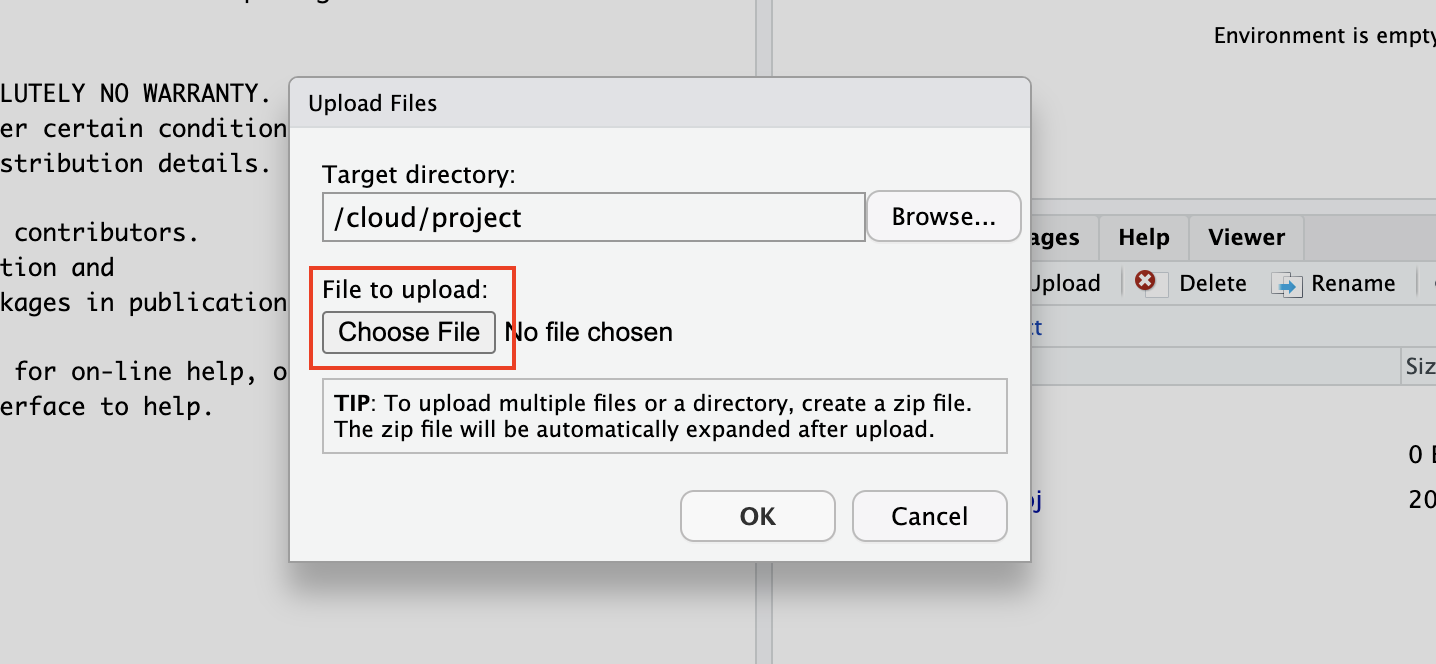 Environment is empty
LUTELY NO WARRANTY.
er certain condition
stribution details.
contributors.
tion and
kages in publication
for on-line help, o
erface to help.
Upload Files
Target directory:
/cloud/project
Browse...
File to upload:
Choose File No file chosen
TIP: To upload multiple files or a directory, create a zip file.
The zip file will be automatically expanded after upload.
OK
Cancel
ages Help Viewer
Upload Delete Rename
ct
Siz
0 B
oj
20